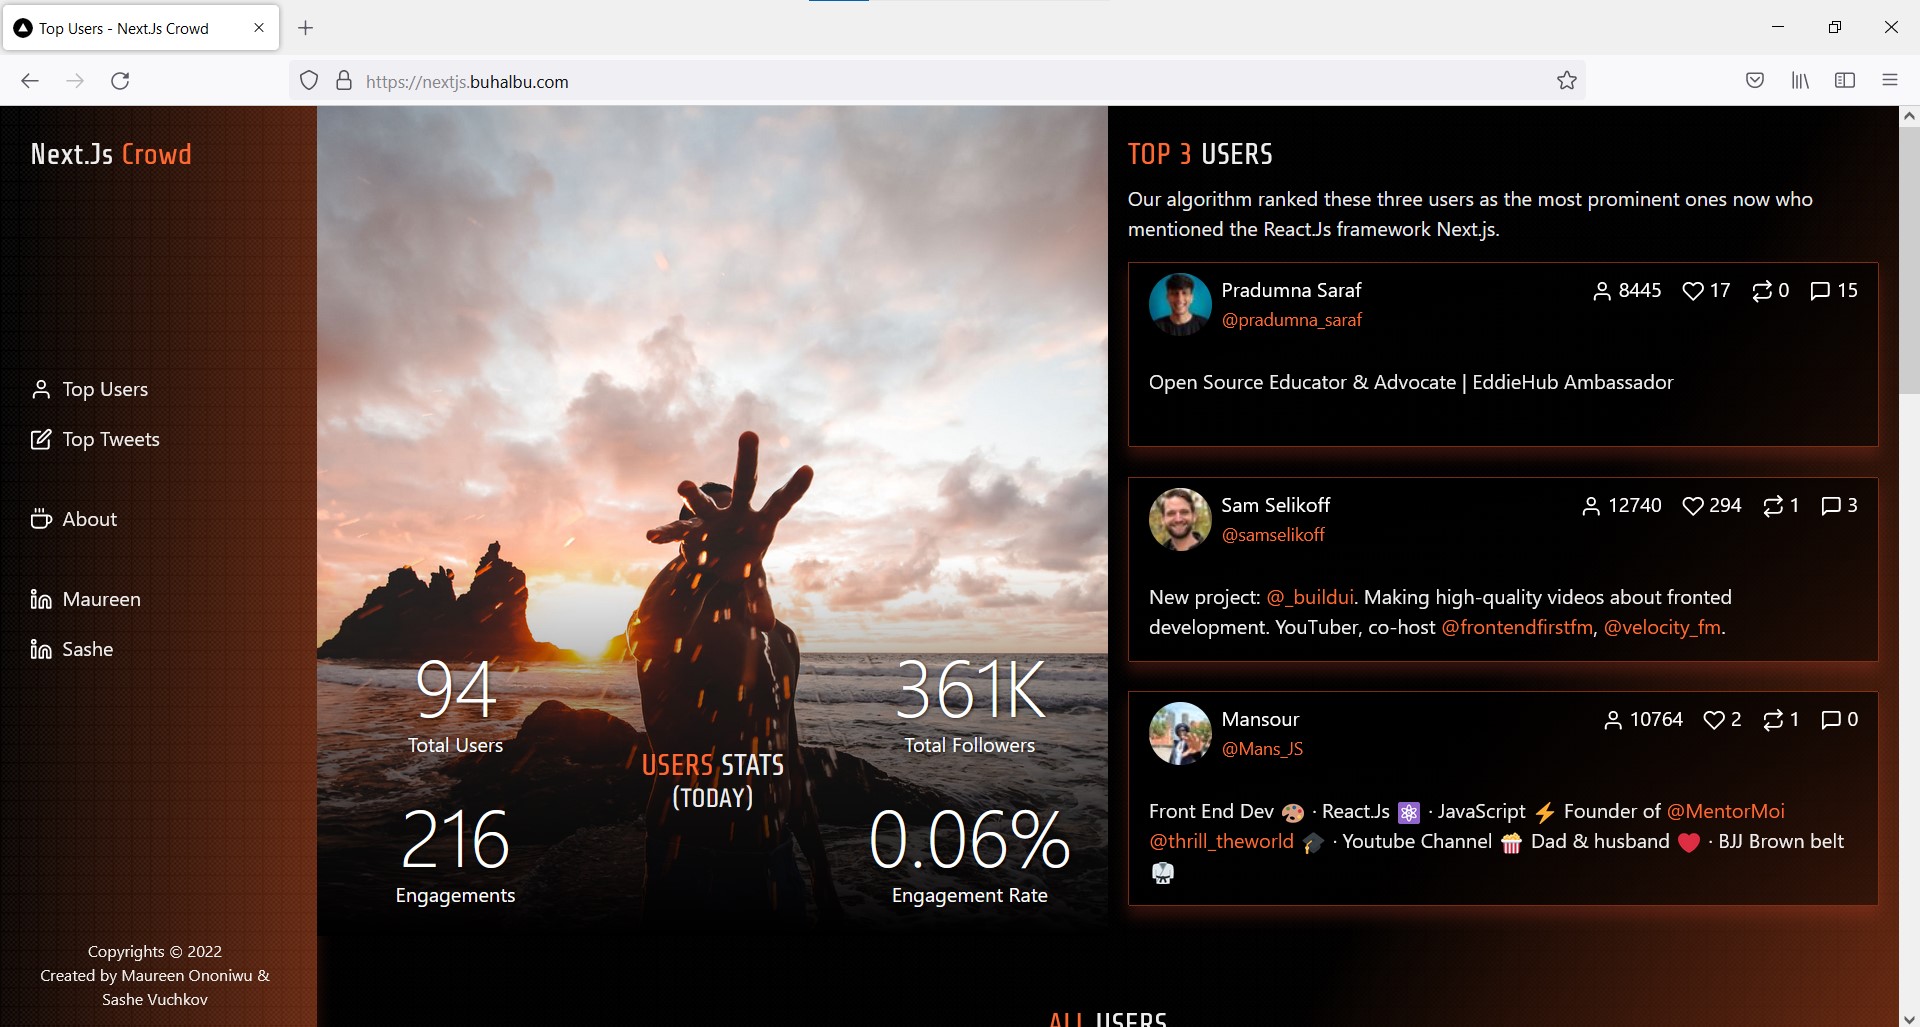 Top Users - Next.Js Crowd
https://nextjs.buhalbu.com
Next.Js Crowd
Top Users
Top Tweets
About
Maureen
Sashe
Copyrights © 2022
Created by Maureen Ononiwu &
Sashe Vuchkov
94
Total Users
361K
Total Followers
USERS STATS
(TODAY)
216
Engagements
0.06%
Engagement Rate
TOP 3 USERS
Our algorithm ranked these three users as the most prominent ones now who
mentioned the React.Js framework Next.js.
Pradumna Saraf 8445 17 0 15
@pradumna_saraf
Open Source Educator & Advocate | EddieHub Ambassador
Sam Selikoff 12740 294 1 3
@samselikoff
New project: @_buildui. Making high-quality videos about fronted
development. YouTuber, co-host @frontendfirstfm, @velocity_fm.
Mansour 10764 2 1 0
@Mans_JS
Front End Dev 🎨 · React.Js ⚛️ · JavaScript ⚡ Founder of @MentorMoi
@thrill_theworld 🎓 · Youtube Channel 🍿 Dad & husband ❤️ · BJJ Brown belt
🥋
ALL USERS